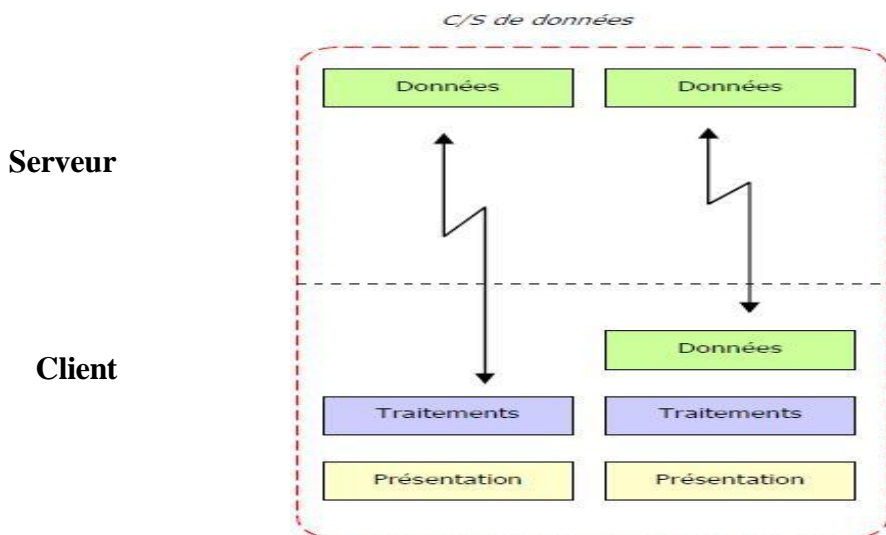 C/S de données
Données Données
Serveur
Données
Client
Traitements Traitements
Présentation Présentation